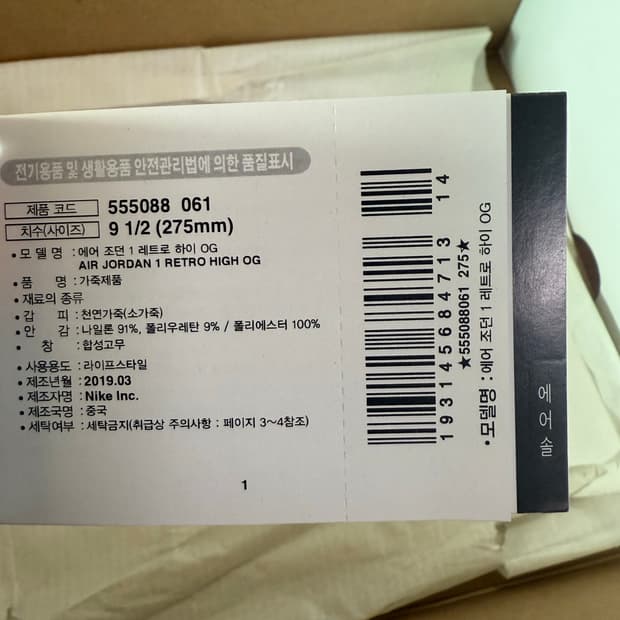 전기용품 및 생활용품 안전관리법에 의한 품질표시
제품 코드 555088 061
치수(사이즈) 9 1/2 (275mm)
• 모 델 명 : 에어 조던 1 레트로 하이 OG
AIR JORDAN 1 RETRO HIGH OG
• 품 명 : 가죽제품
• 재료의 종류
• 갑 피 : 천연가죽(소가죽)
• 안 감 : 나일론 91%, 폴리우레탄 9% / 폴리에스터 100%
• 창 : 합성고무
• 사용용도 : 라이프스타일
• 제조년월 : 2019.03
• 제조자명 : Nike Inc.
• 제조국명 : 중국
• 세탁여부 : 세탁금지(취급상 주의사항 : 페이지 3~4참조)
1
193145684713 14
★555088061 275★
• 모델명 : 에어 조던 1 레트로 하이 OG
에어솔